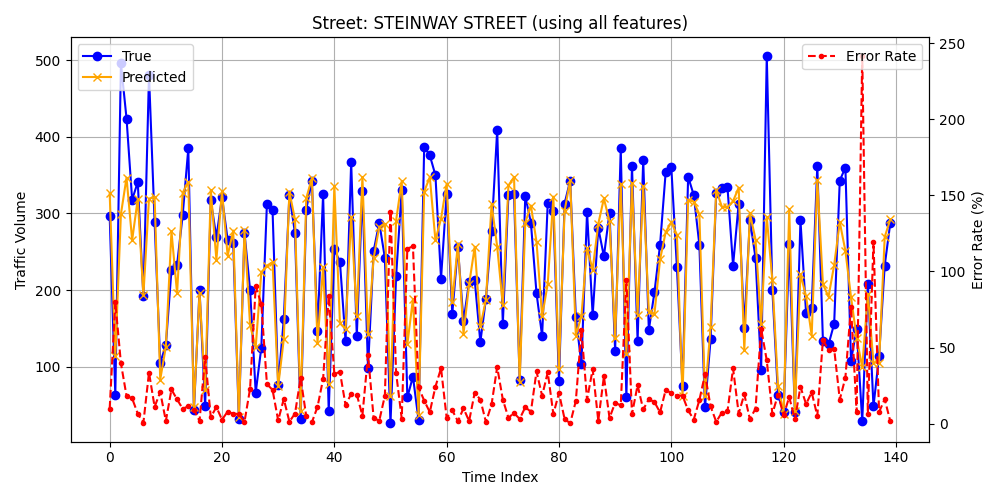 Street: STEINWAY STREET (using all features)
True
Predicted
Error Rate
500
400
300
200
100
250
200
150
100
50
0
Traffic Volume
Error Rate (%)
0 20 40 60 80 100 120 140
Time Index